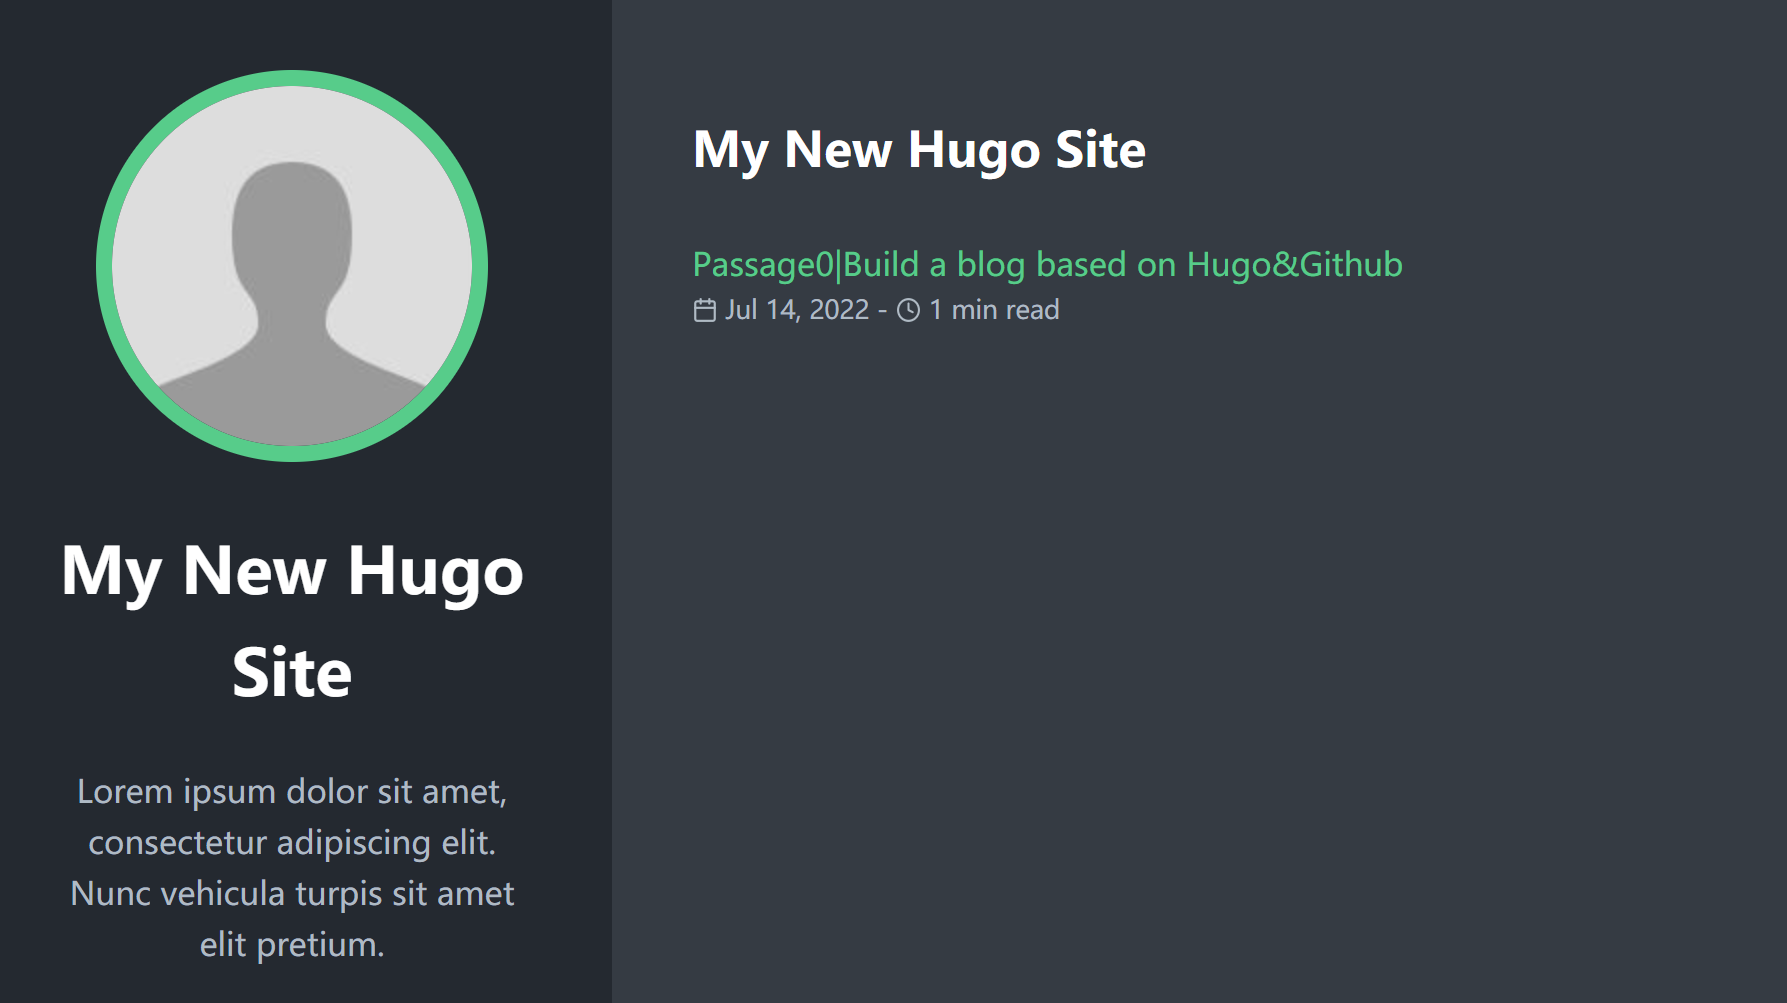 My New Hugo
Site
Lorem ipsum dolor sit amet,
consectetur adipiscing elit.
Nunc vehicula turpis sit amet
elit pretium.
My New Hugo Site
Passage0|Build a blog based on Hugo&Github
Jul 14, 2022 - 1 min read